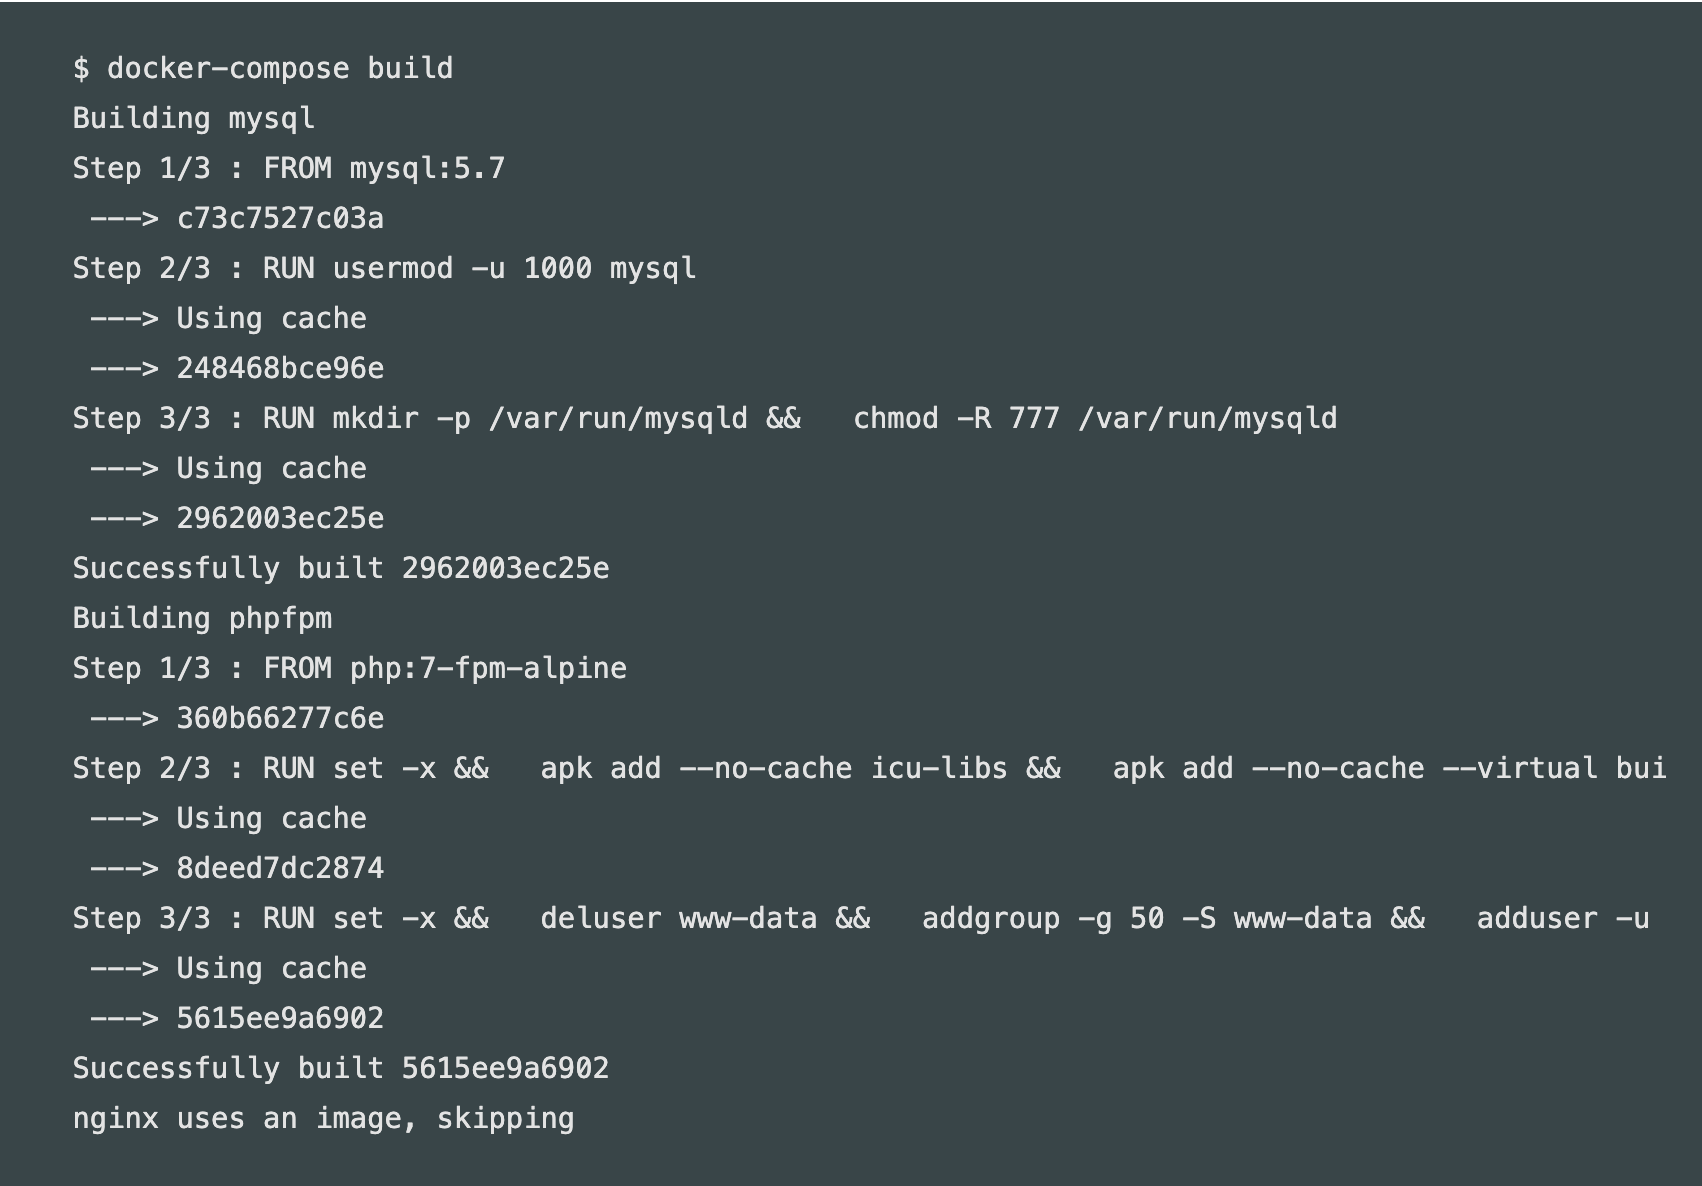 $ docker-compose build
Building mysql
Step 1/3 : FROM mysql:5.7
 ---> c73c7527c03a
Step 2/3 : RUN usermod -u 1000 mysql
 ---> Using cache
 ---> 248468bce96e
Step 3/3 : RUN mkdir -p /var/run/mysqld &&   chmod -R 777 /var/run/mysqld
 ---> Using cache
 ---> 2962003ec25e
Successfully built 2962003ec25e
Building phpfpm
Step 1/3 : FROM php:7-fpm-alpine
 ---> 360b66277c6e
Step 2/3 : RUN set -x &&   apk add --no-cache icu-libs &&   apk add --no-cache --virtual bui
 ---> Using cache
 ---> 8deed7dc2874
Step 3/3 : RUN set -x &&   deluser www-data &&   addgroup -g 50 -S www-data &&   adduser -u
 ---> Using cache
 ---> 5615ee9a6902
Successfully built 5615ee9a6902
nginx uses an image, skipping